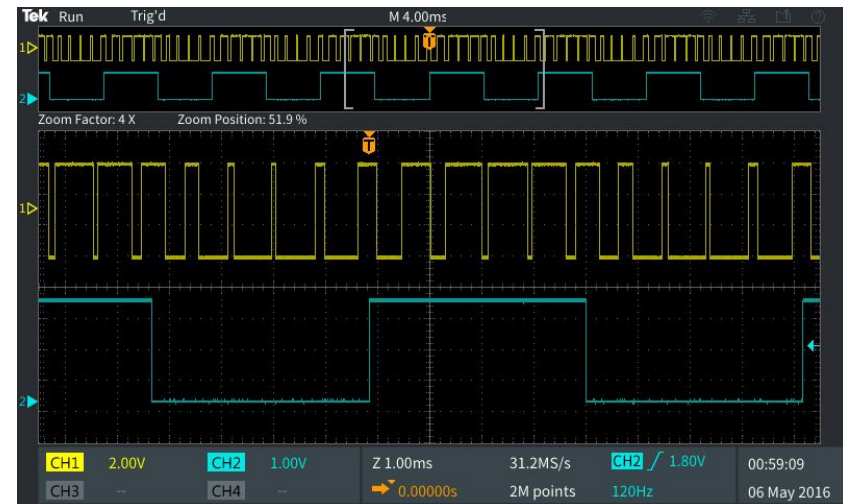 Tek Run Trig'd M 4.00ms
T
1
2
Zoom Factor: 4 X Zoom Position: 51.9 %
T
1
2
CH1 2.00V CH2 1.00V Z 1.00ms 31.2MS/s CH2 1.80V 00:59:09
CH3 -- CH4 -- 0.00000s 2M points 120Hz 06 May 2016